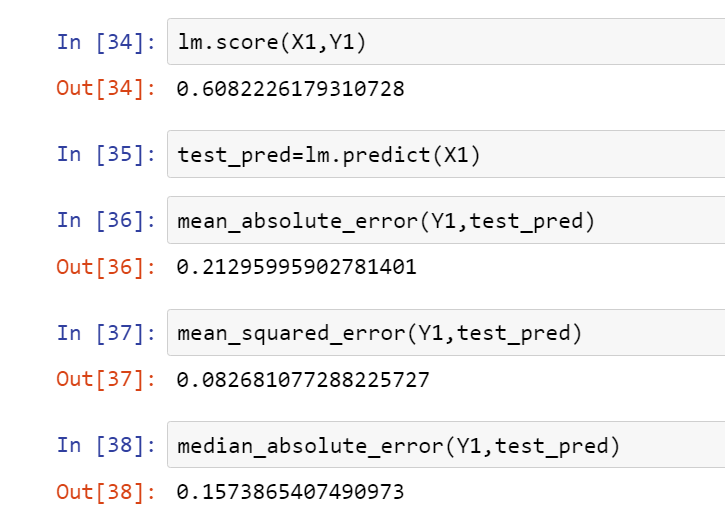 In [34]: lm.score(X1,Y1)
Out[34]: 0.6082226179310728
In [35]: test_pred=lm.predict(X1)
In [36]: mean_absolute_error(Y1,test_pred)
Out[36]: 0.21295995902781401
In [37]: mean_squared_error(Y1,test_pred)
Out[37]: 0.082681077288225727
In [38]: median_absolute_error(Y1,test_pred)
Out[38]: 0.1573865407490973